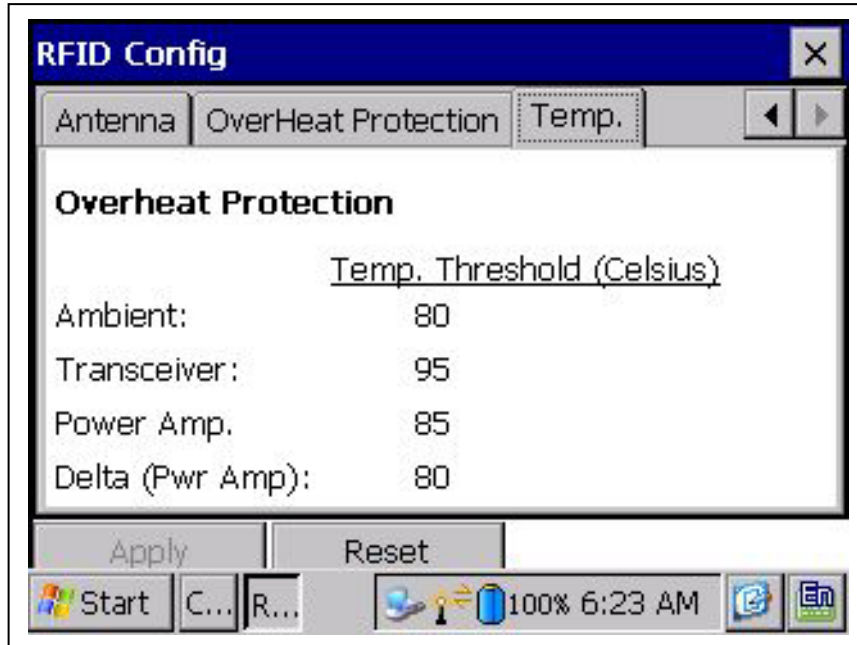 RFID Config
Antenna OverHeat Protection Temp.
Overheat Protection
Temp. Threshold (Celsius)
Ambient: 80
Transceiver: 95
Power Amp. 85
Delta (Pwr Amp): 80
Apply Reset
Start C... R... 100% 6:23 AM En